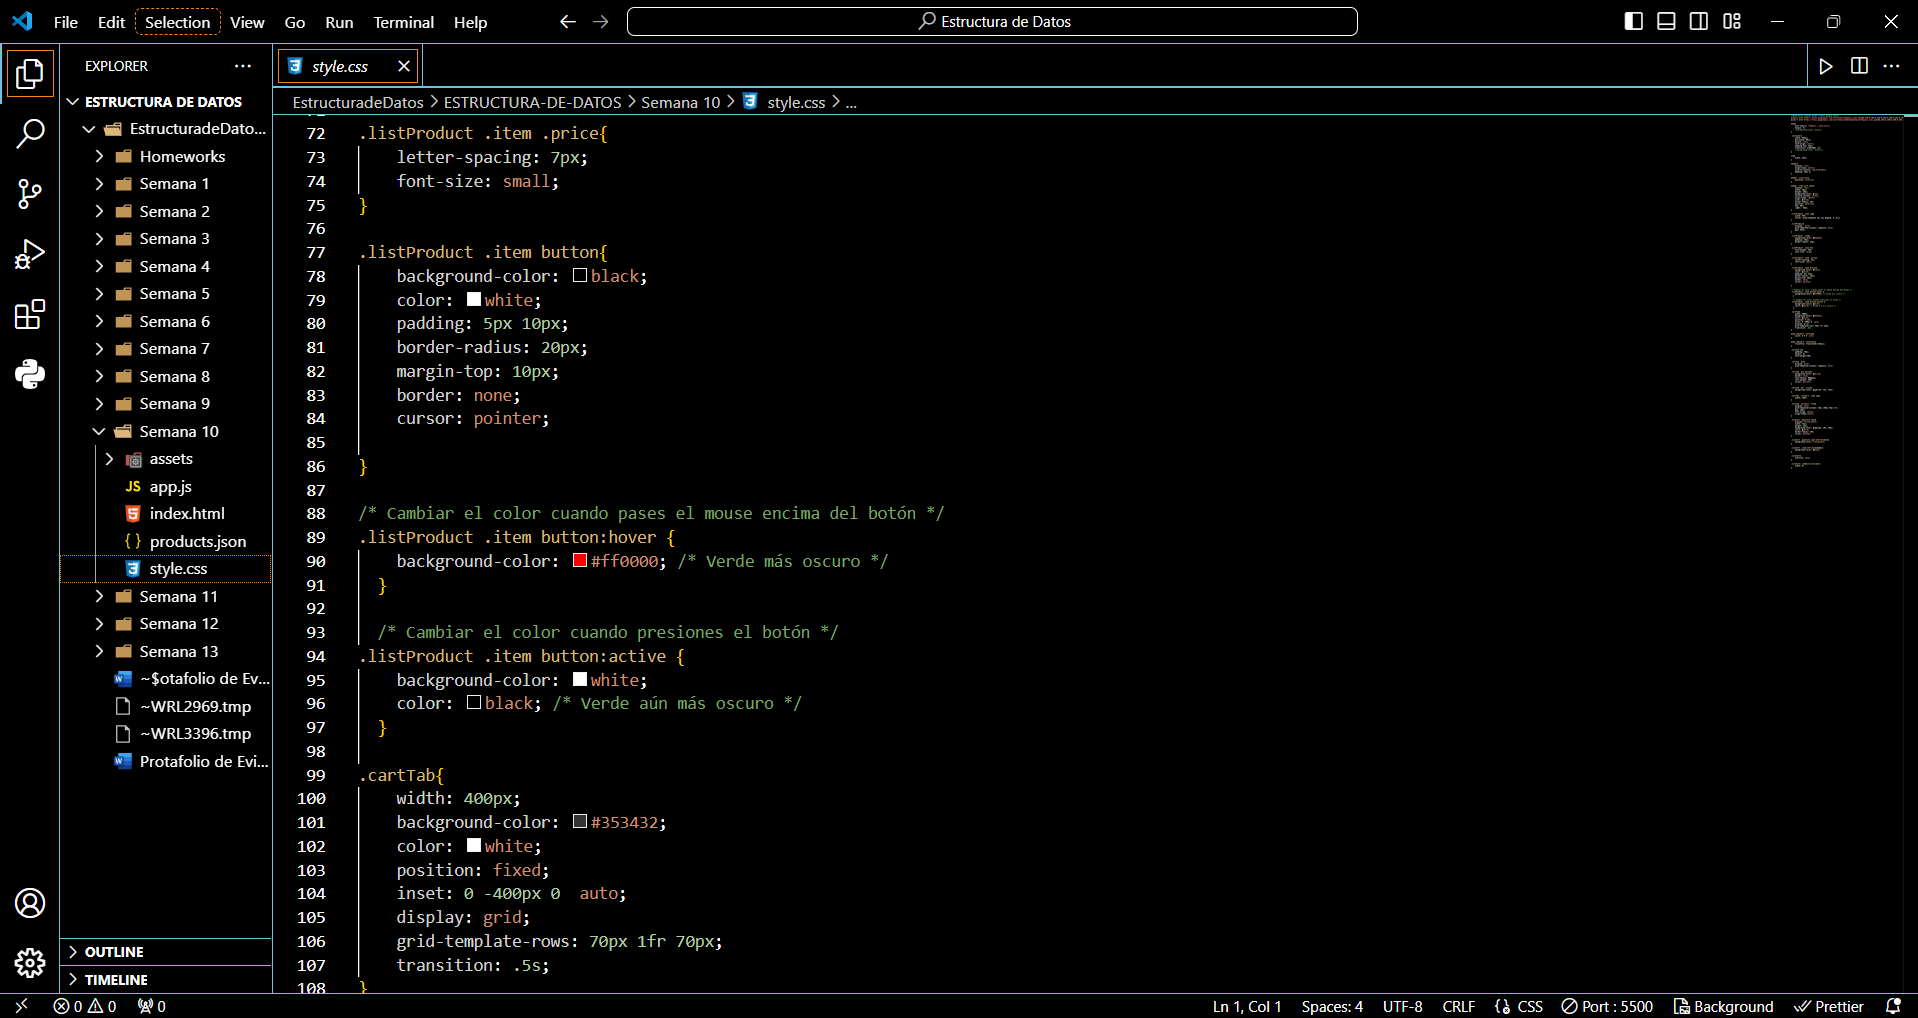 File Edit Selection View Go Run Terminal Help
Estructura de Datos
EXPLORER
ESTRUCTURA DE DATOS
EstructuradeDato...
Homeworks
Semana 1
Semana 2
Semana 3
Semana 4
Semana 5
Semana 6
Semana 7
Semana 8
Semana 9
Semana 10
assets
JS app.js
index.html
{ } products.json
style.css
Semana 11
Semana 12
Semana 13
~$otafolio de Ev...
~WRL2969.tmp
~WRL3396.tmp
Protafolio de Evi...
OUTLINE
TIMELINE
style.css
EstructuradeDatos > ESTRUCTURA-DE-DATOS > Semana 10 > style.css > ...
72 .listProduct .item .price{
73 letter-spacing: 7px;
74 font-size: small;
75 }
76
77 .listProduct .item button{
78 background-color: black;
79 color: white;
80 padding: 5px 10px;
81 border-radius: 20px;
82 margin-top: 10px;
83 border: none;
84 cursor: pointer;
85
86 }
87
88 /* Cambiar el color cuando pases el mouse encima del botón */
89 .listProduct .item button:hover {
90 background-color: #ff0000; /* Verde más oscuro */
91 }
92
93 /* Cambiar el color cuando presiones el botón */
94 .listProduct .item button:active {
95 background-color: white;
96 color: black; /* Verde aún más oscuro */
97 }
98
99 .cartTab{
100 width: 400px;
101 background-color: #353432;
102 color: white;
103 position: fixed;
104 inset: 0 -400px 0  auto;
105 display: grid;
106 grid-template-rows: 70px 1fr 70px;
107 transition: .5s;
108 }
0 0 0
Ln 1, Col 1 Spaces: 4 UTF-8 CRLF CSS Port : 5500 Background Prettier